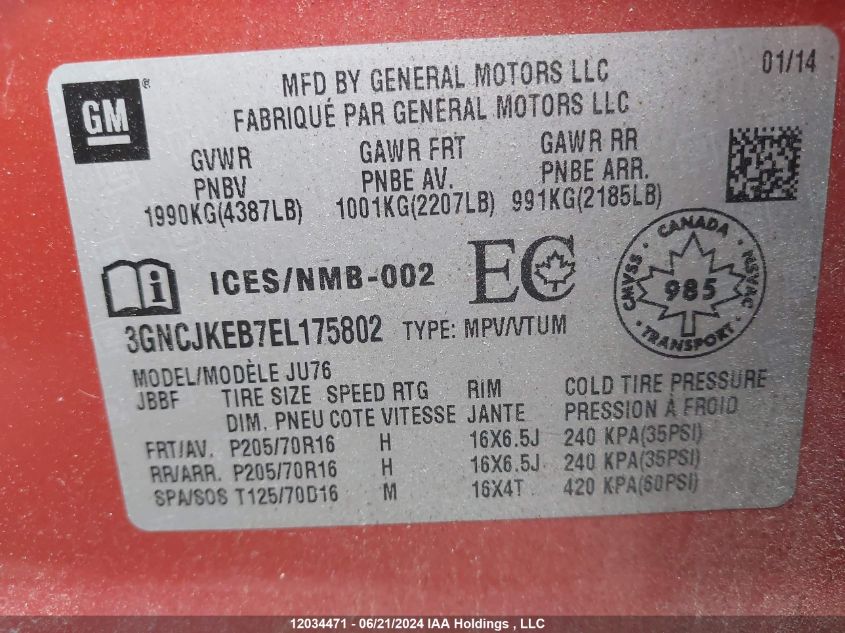 GM ®
MFD BY GENERAL MOTORS LLC 01/14
FABRIQUÉ PAR GENERAL MOTORS LLC
GVWR GAWR FRT GAWR RR
PNBV PNBE AV. PNBE ARR.
1990KG(4387LB) 1001KG(2207LB) 991KG(2185LB)
i ICES/NMB-002 EC
CANADA CMVSS NSVAC 985 TRANSPORT
3GNCJKEB7EL175802 TYPE: MPV/VTUM
MODEL/MODÈLE JU76
JBBF TIRE SIZE SPEED RTG RIM COLD TIRE PRESSURE
DIM. PNEU COTE VITESSE JANTE PRESSION À FROID
FRT/AV. P205/70R16 H 16X6.5J 240 KPA(35PSI)
RR/ARR. P205/70R16 H 16X6.5J 240 KPA(35PSI)
SPA/SOS T125/70D16 M 16X4T 420 KPA(60PSI)
12034471 - 06/21/2024 IAA Holdings , LLC